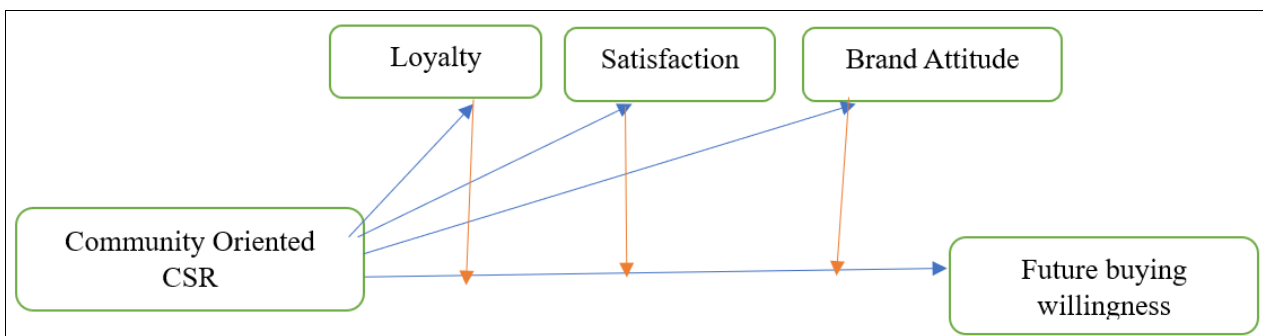 Loyalty
Satisfaction
Brand Attitude
Community Oriented
CSR
Future buying
willingness